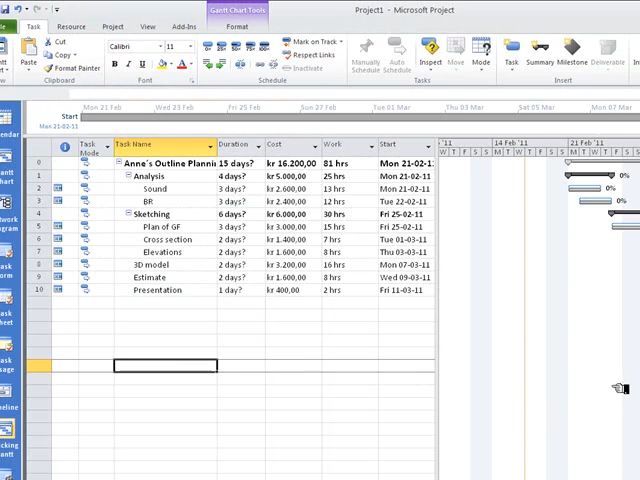 Gantt Chart Tools
Project1 - Microsoft Project
File Task Resource Project View Add-Ins Format
Paste
Cut
Copy
Format Painter
Clipboard
Calibri 11
B I U
Font
Mark on Track
Respect Links
Inactivate
Schedule
Manually Schedule
Auto Schedule
Inspect
Move
Mode
Tasks
Task
Summary
Milestone
Deliverable
Insert
Mon 21 Feb Wed 23 Feb Fri 25 Feb Sun 27 Feb Tue 01 Mar Thu 03 Mar Sat 05 Mar Mon 07 Mar
Start
Mon 21-02-11
Task Mode Task Name Duration Cost Work Start
'11 14 Feb '11 21 Feb '11
W T F S S M T W T F S S M T W T F S
0 Anne´s Outline Plannin 15 days? kr 16.200,00 81 hrs Mon 21-02-1
1 Analysis 4 days? kr 5.000,00 25 hrs Mon 21-02-1 0%
2 Sound 3 days? kr 2.600,00 13 hrs Mon 21-02-11 0%
3 BR 3 days? kr 2.400,00 12 hrs Tue 22-02-11 0%
4 Sketching 6 days? kr 6.000,00 30 hrs Fri 25-02-11
5 Plan of GF 3 days? kr 3.000,00 15 hrs Fri 25-02-11
6 Cross section 2 days? kr 1.400,00 7 hrs Tue 01-03-11
7 Elevations 2 days? kr 1.600,00 8 hrs Thu 03-03-11
8 3D model 2 days? kr 3.200,00 16 hrs Mon 07-03-11
9 Estimate 2 days? kr 1.600,00 8 hrs Wed 09-03-11
10 Presentation 1 day? kr 400,00 2 hrs Fri 11-03-11